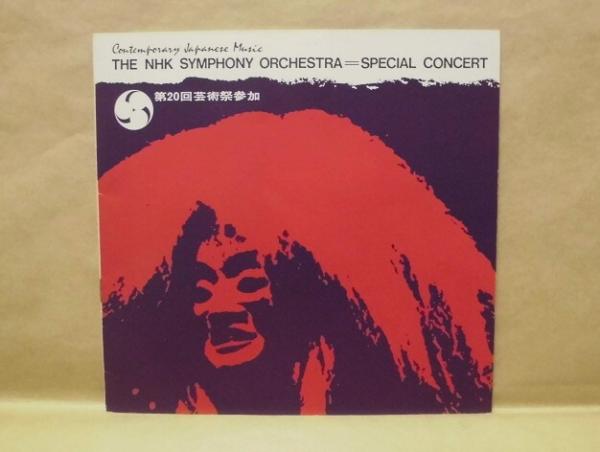 Contemporary Japanese Music
THE NHK SYMPHONY ORCHESTRA=SPECIAL CONCERT
第20回芸術祭参加